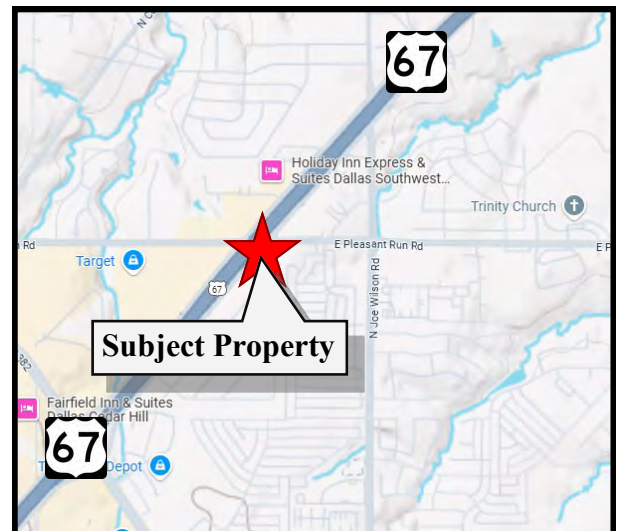 N C
67
Holiday Inn Express &
Suites Dallas Southwest...
Trinity Church
n Rd
E Pleasant Run Rd
E P
Target
67
N Joe Wilson Rd
Subject Property
382
Fairfield Inn & Suites
Dallas Cedar Hill
67
T
Depot